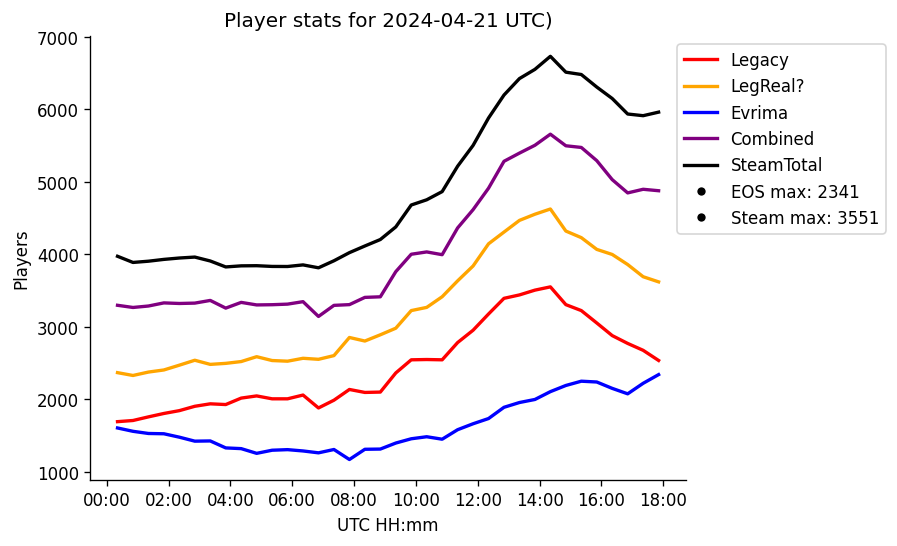 Player stats for 2024-04-21 UTC)
7000
6000
5000
4000
3000
2000
1000
Players
00:00 02:00 04:00 06:00 08:00 10:00 12:00 14:00 16:00 18:00
UTC HH:mm
Legacy
LegReal?
Evrima
Combined
SteamTotal
EOS max: 2341
Steam max: 3551